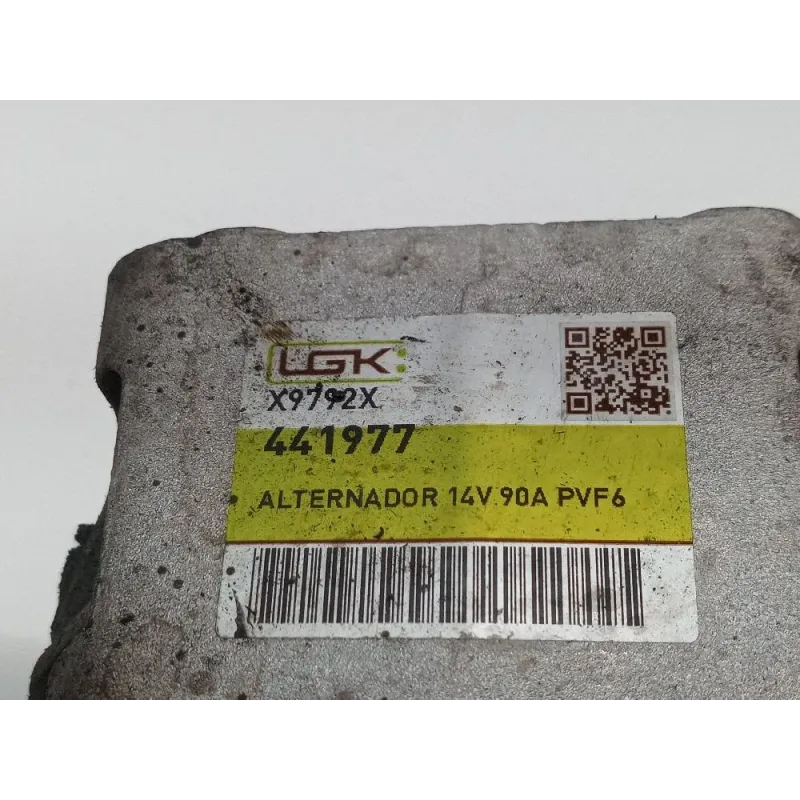 LGK
X9792X
441977
ALTERNADOR 14V 90A PVF6